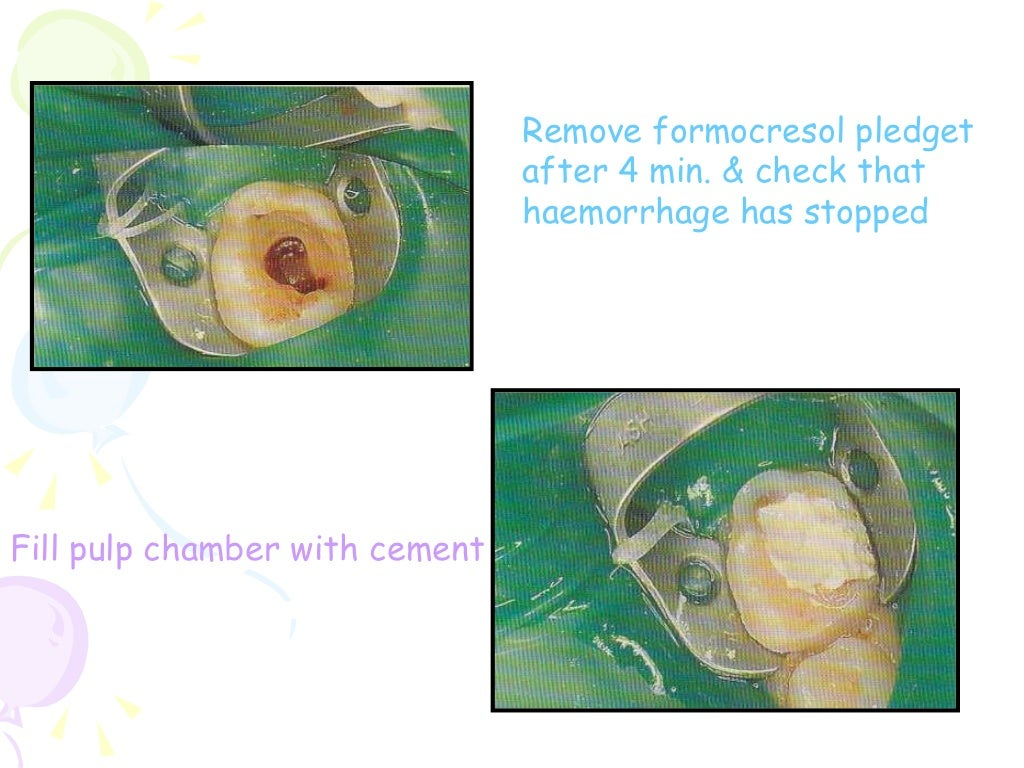 Remove formocresol pledget
after 4 min. & check that
haemorrhage has stopped
Fill pulp chamber with cement